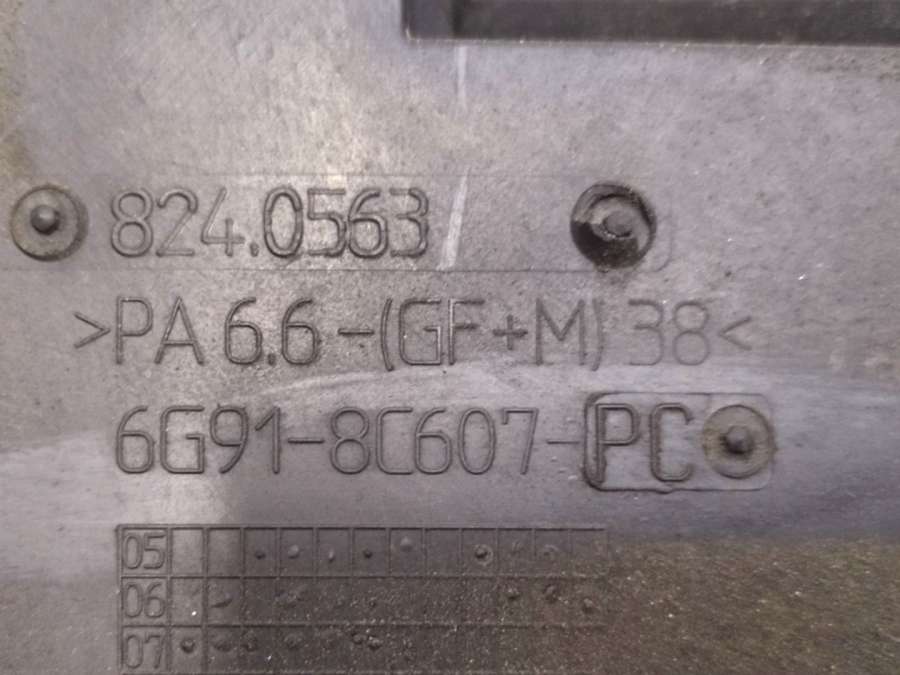 824.0563
>PA 6.6-(GF+M) 38<
6G91-8C607-PC
05
06
07